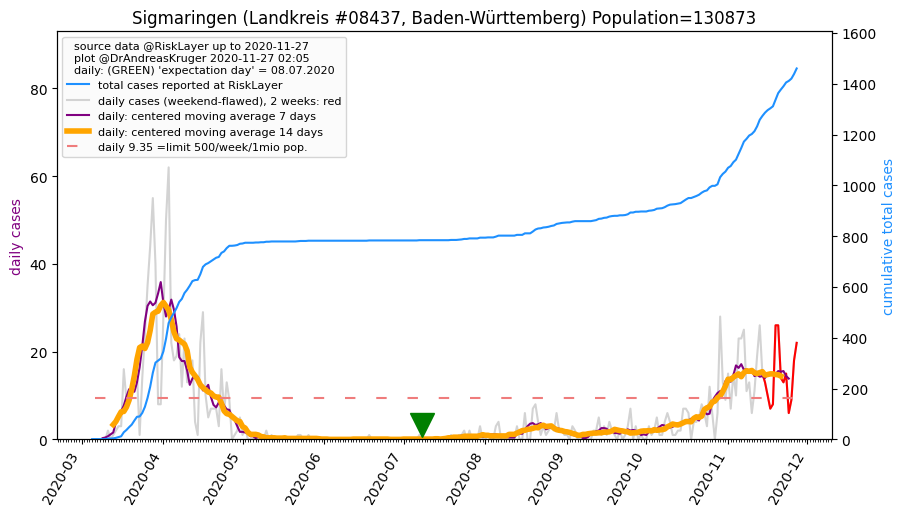 Sigmaringen (Landkreis #08437, Baden-Württemberg) Population=130873
source data @RiskLayer up to 2020-11-27
plot @DrAndreasKruger 2020-11-27 02:05
daily: (GREEN) 'expectation day' = 08.07.2020
total cases reported at RiskLayer
daily cases (weekend-flawed), 2 weeks: red
daily: centered moving average 7 days
daily: centered moving average 14 days
daily 9.35 =limit 500/week/1mio pop.
daily cases
0
20
40
60
80
cumulative total cases
0
200
400
600
800
1000
1200
1400
1600
2020-03
2020-04
2020-05
2020-06
2020-07
2020-08
2020-09
2020-10
2020-11
2020-12